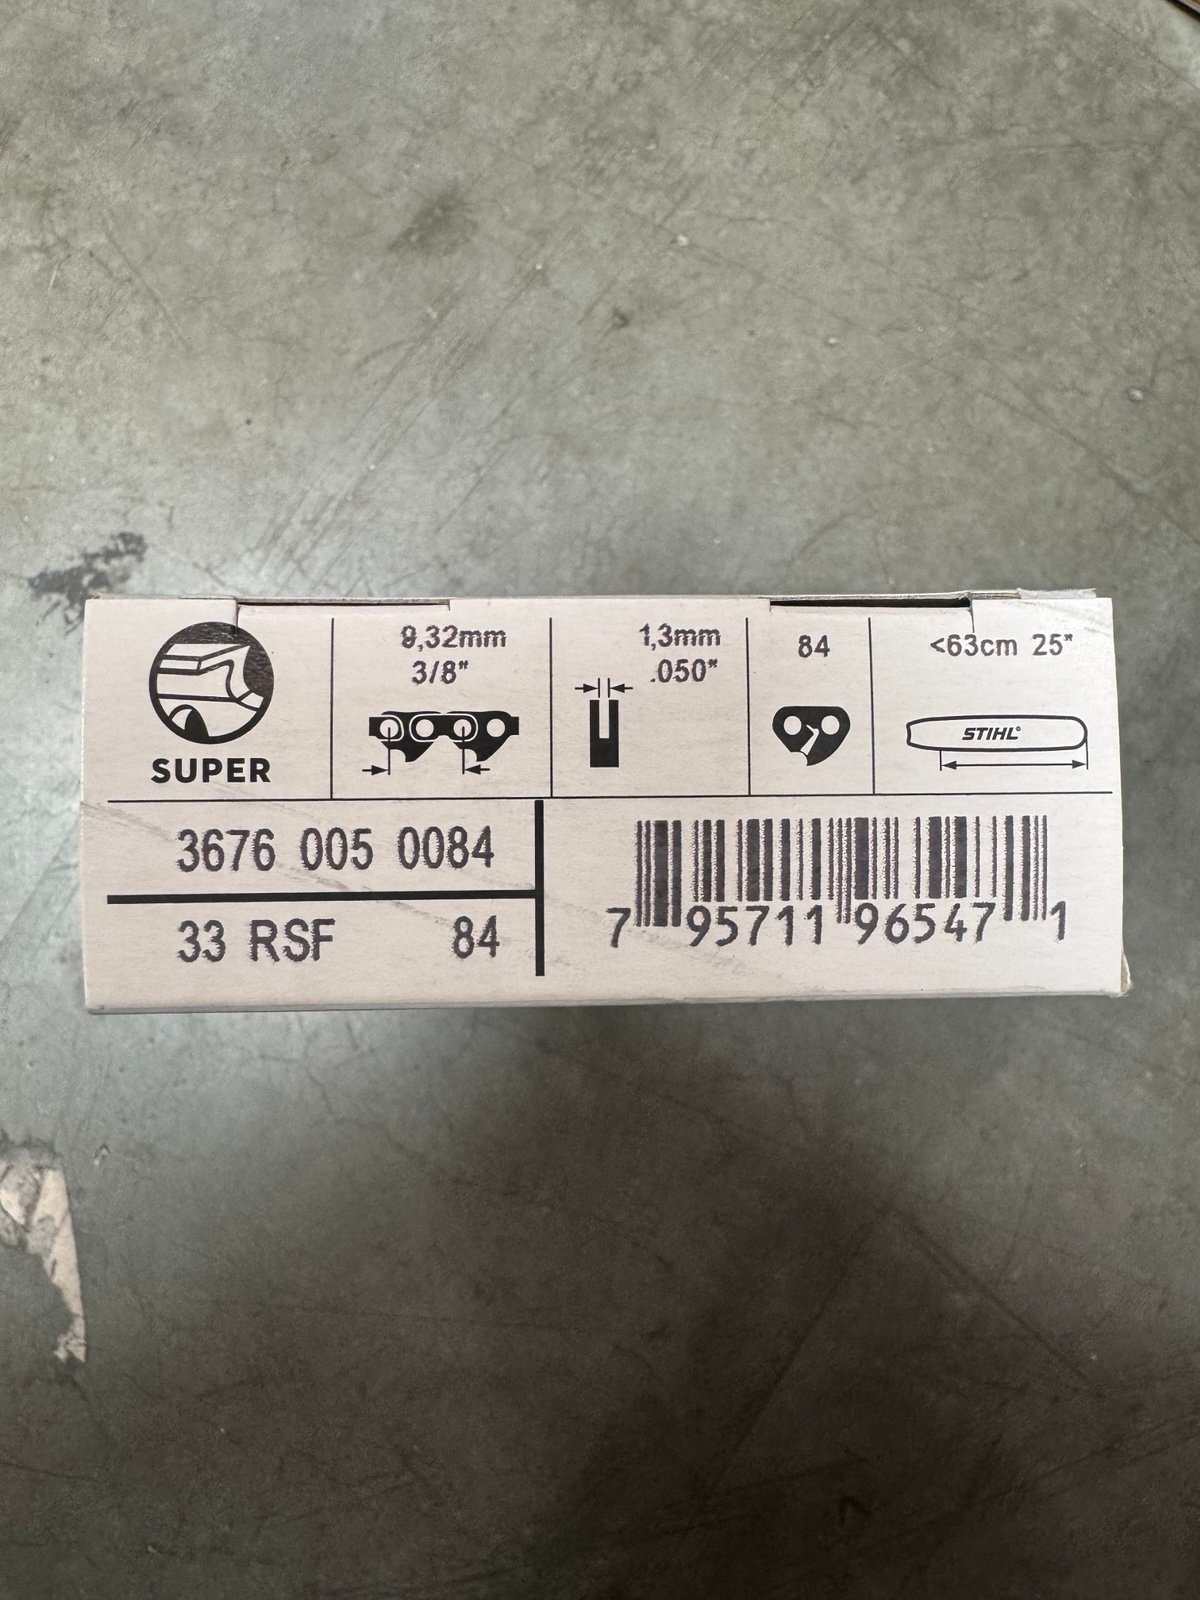 SUPER
9,32mm
3/8"
1,3mm
.050"
84
<63cm 25"
STIHL®
3676 005 0084
33 RSF 84
7 95711 96547 1